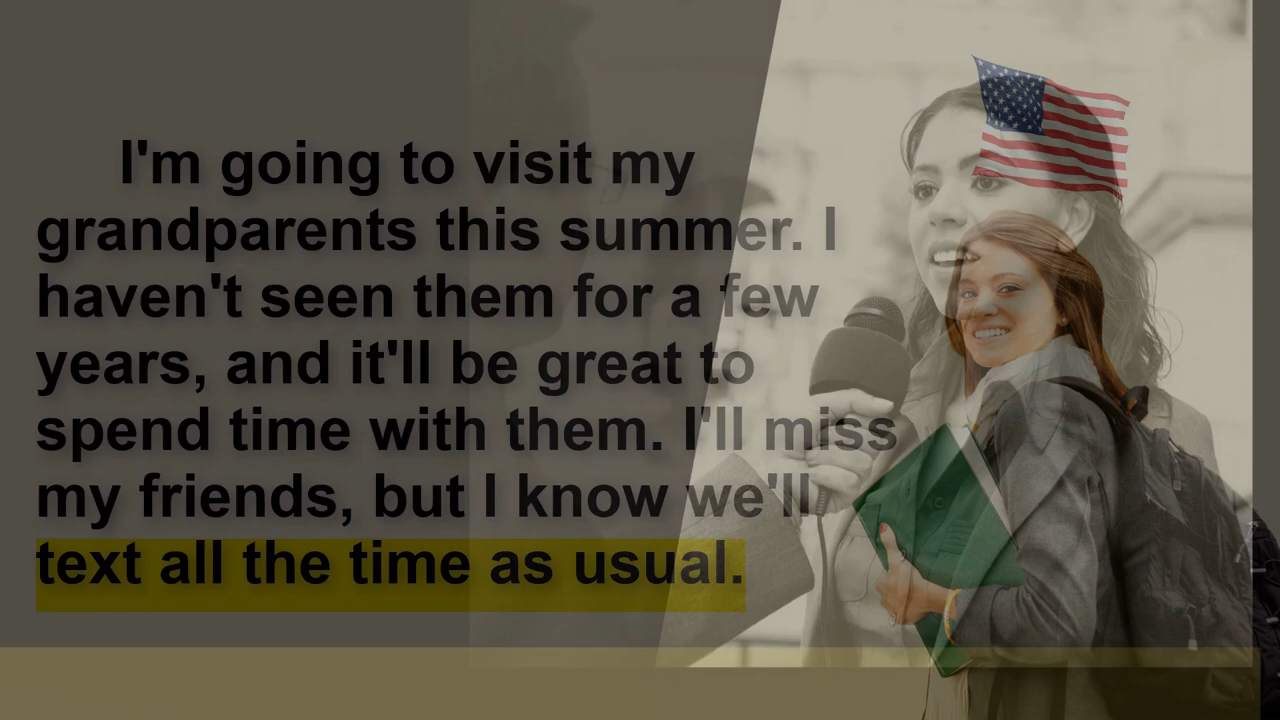 I'm going to visit my
grandparents this summer. I
haven't seen them for a few
years, and it'll be great to
spend time with them. I'll miss
my friends, but I know we'll
text all the time as usual.